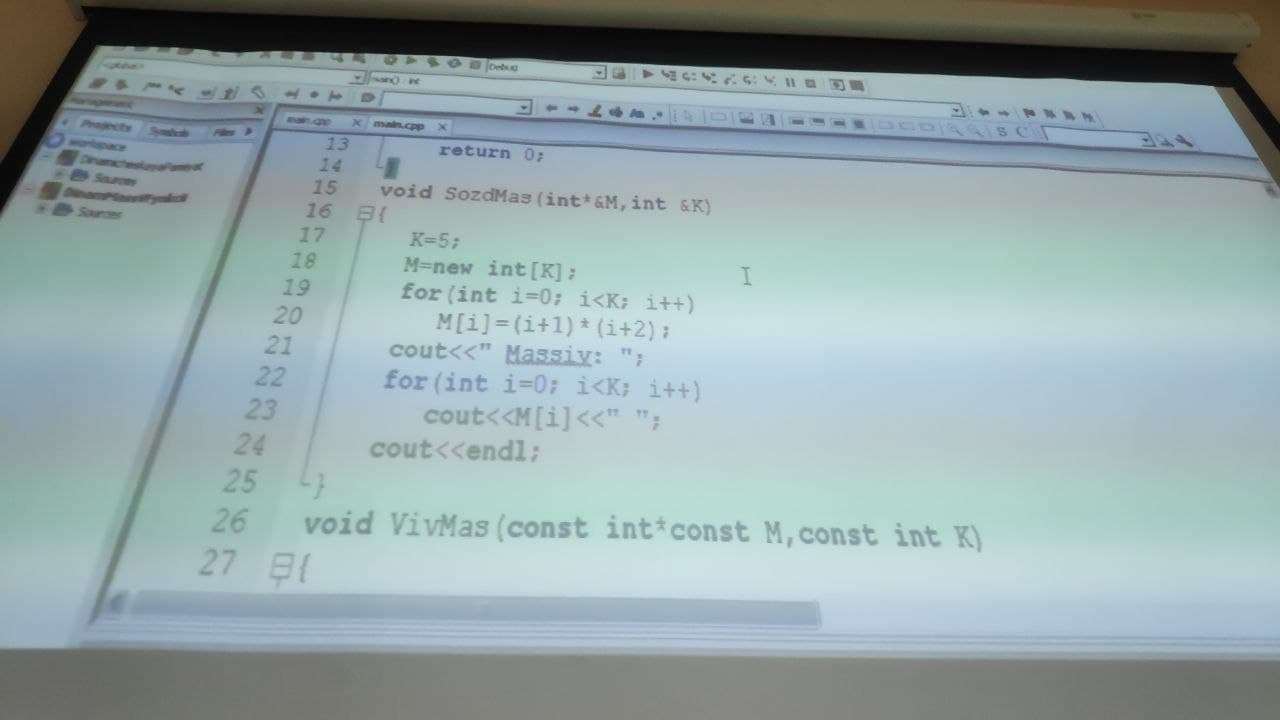 <global>
main() : int
Debug
Management
Projects Symbols Files
Workspace
Sources
Sources
main.cpp
main.cpp
S C
13 return 0;
14 }
15 void SozdMas(int*&M,int &K)
16 {
17 K=5;
18 M=new int[K];
19 for(int i=0; i<K; i++)
20 M[i]=(i+1)*(i+2);
21 cout<<" Massiv: ";
22 for(int i=0; i<K; i++)
23 cout<<M[i]<<" ";
24 cout<<endl;
25 }
26 void VivMas(const int*const M,const int K)
27 {